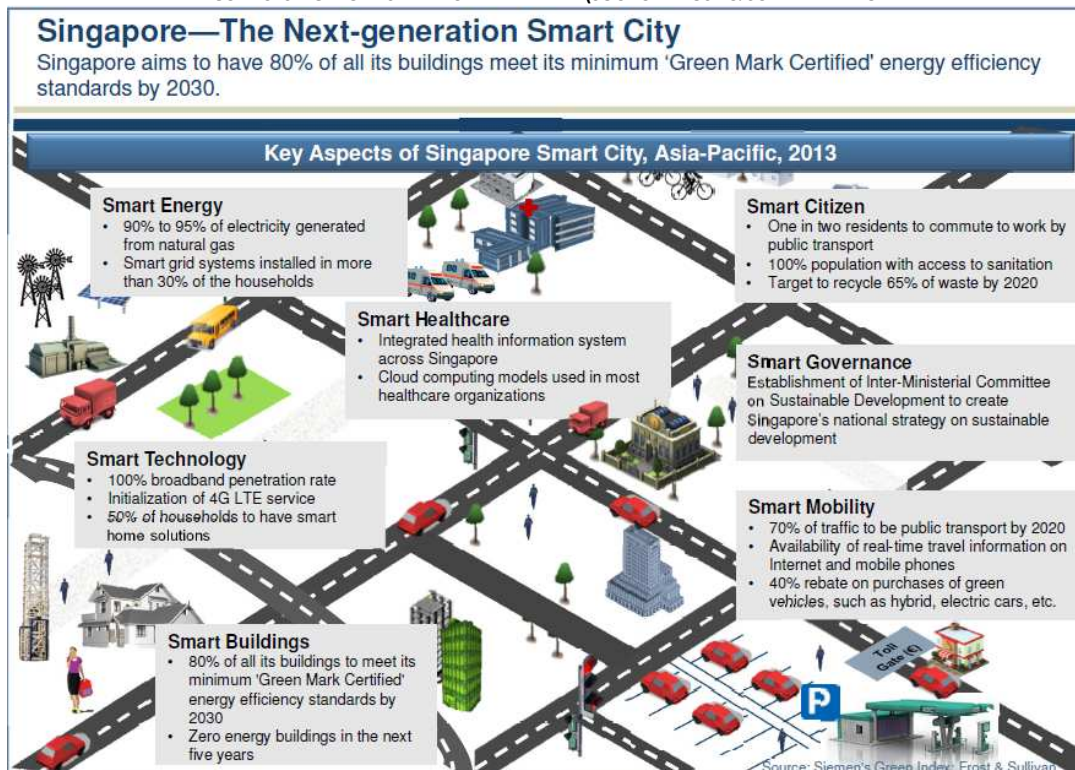 Singapore—The Next-generation Smart City
Singapore aims to have 80% of all its buildings meet its minimum ‘Green Mark Certified' energy efficiency
standards by 2030.
Key Aspects of Singapore Smart City, Asia-Pacific, 2013
Smart Energy
• 90% to 95% of electricity generated
from natural gas
• Smart grid systems installed in more
than 30% of the households
Smart Citizen
• One in two residents to commute to work by
public transport
• 100% population with access to sanitation
• Target to recycle 65% of waste by 2020
Smart Healthcare
• Integrated health information system
across Singapore
• Cloud computing models used in most
healthcare organizations
Smart Governance
Establishment of Inter-Ministerial Committee
on Sustainable Development to create
Singapore's national strategy on sustainable
development
Smart Technology
• 100% broadband penetration rate
• Initialization of 4G LTE service
• 50% of households to have smart
home solutions
Smart Mobility
• 70% of traffic to be public transport by 2020
• Availability of real-time travel information on
Internet and mobile phones
• 40% rebate on purchases of green
vehicles, such as hybrid, electric cars, etc.
Smart Buildings
• 80% of all its buildings to meet its
minimum 'Green Mark Certified'
energy efficiency standards by
2030
• Zero energy buildings in the next
five years
Toll
Gate (€)
P
Source: Siemen's Green Index; Frost & Sullivan